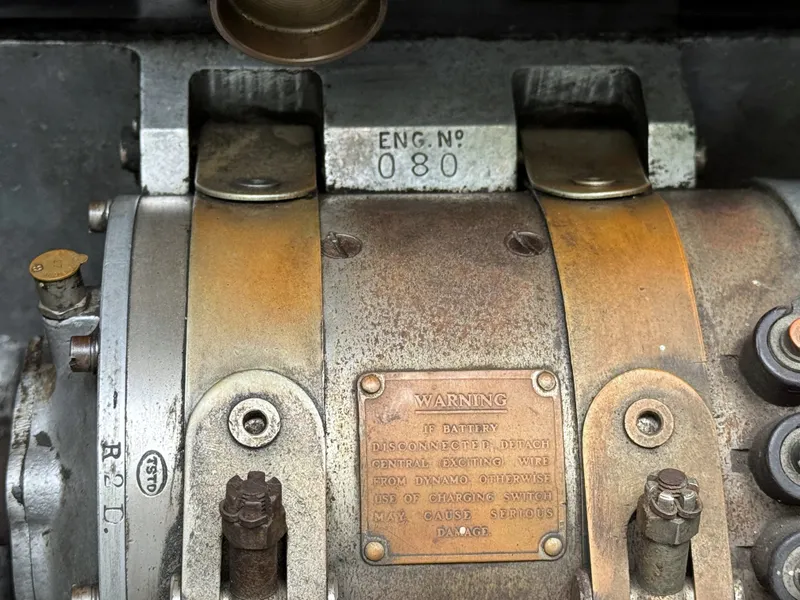 ENG. Nº
080
WARNING
IF BATTERY
DISCONNECTED, DETACH
CENTRAL EXCITING WIRE
FROM DYNAMO. OTHERWISE
USE OF CHARGING SWITCH
MAY CAUSE SERIOUS
DAMAGE
R2D.
TSTD